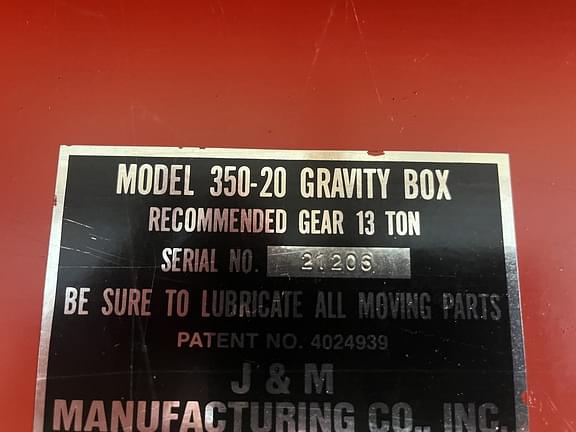 MODEL 350-20 GRAVITY BOX
RECOMMENDED GEAR 13 TON
SERIAL NO. 21206
BE SURE TO LUBRICATE ALL MOVING PARTS
PATENT NO. 4024939
J & M
MANUFACTURING CO., INC.